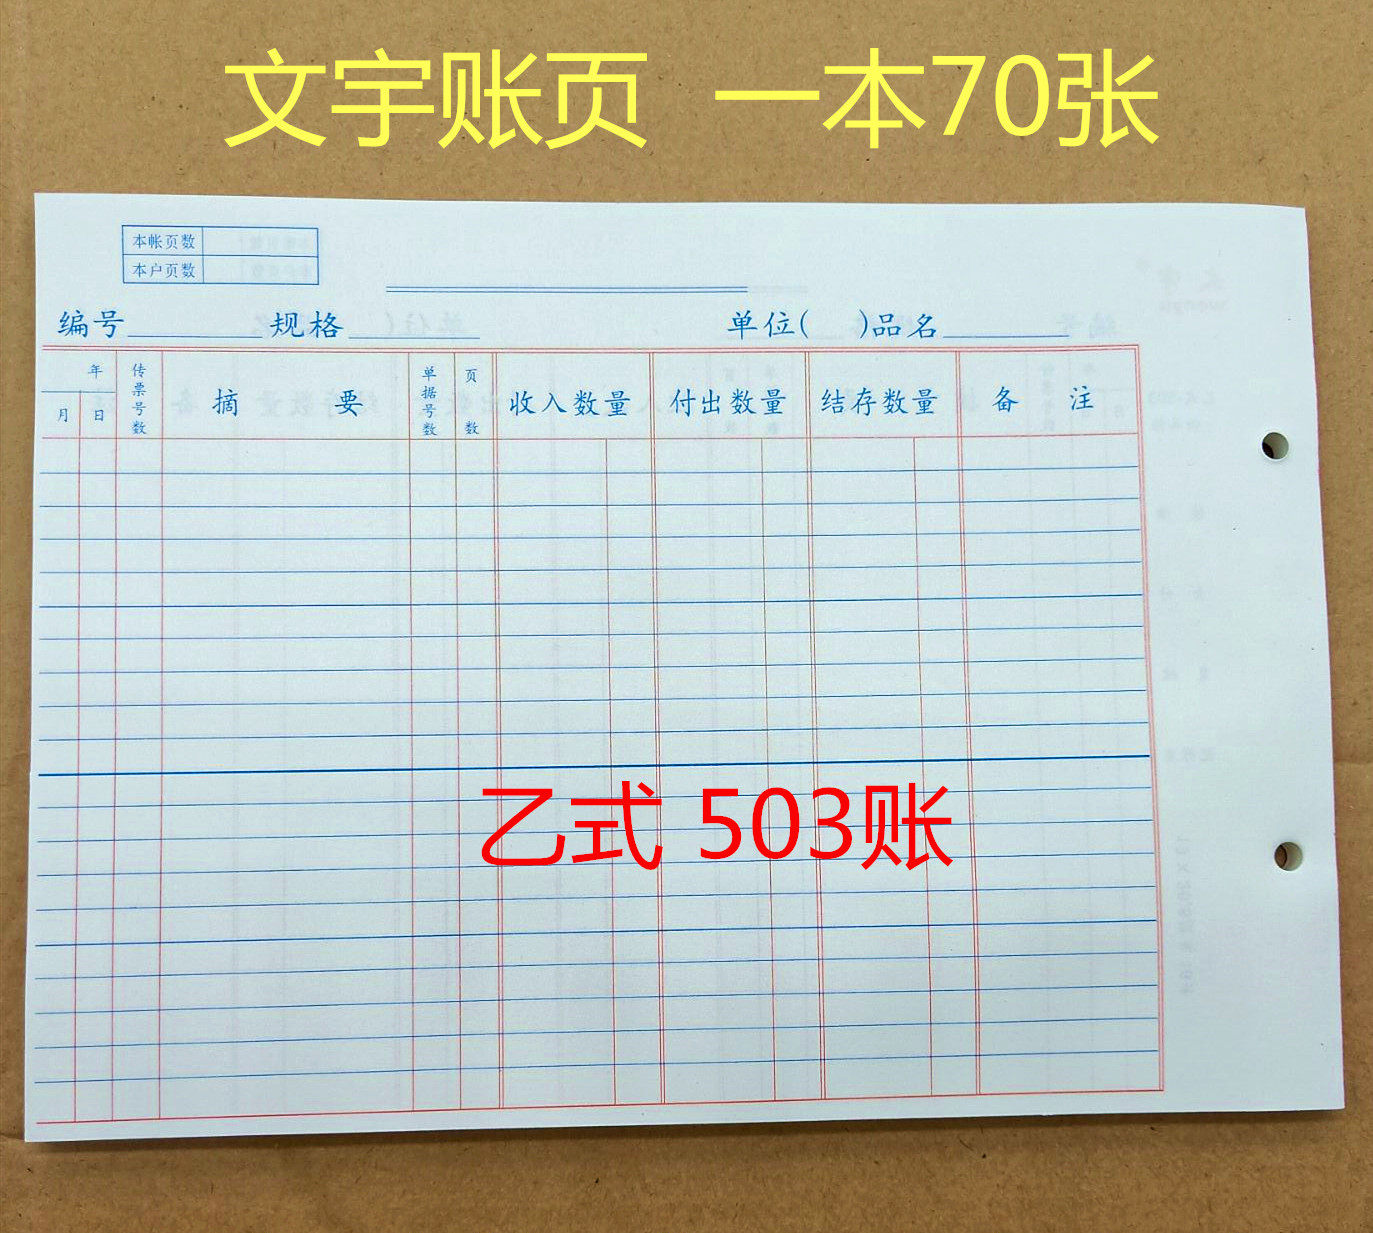 文宇账页 一本70张
本帐页数
本户页数
编号 规格 单位( )品名
年
月 日
传票号数
摘 要
单据号数
页数
收入数量
付出数量
结存数量
备 注
乙式 503账